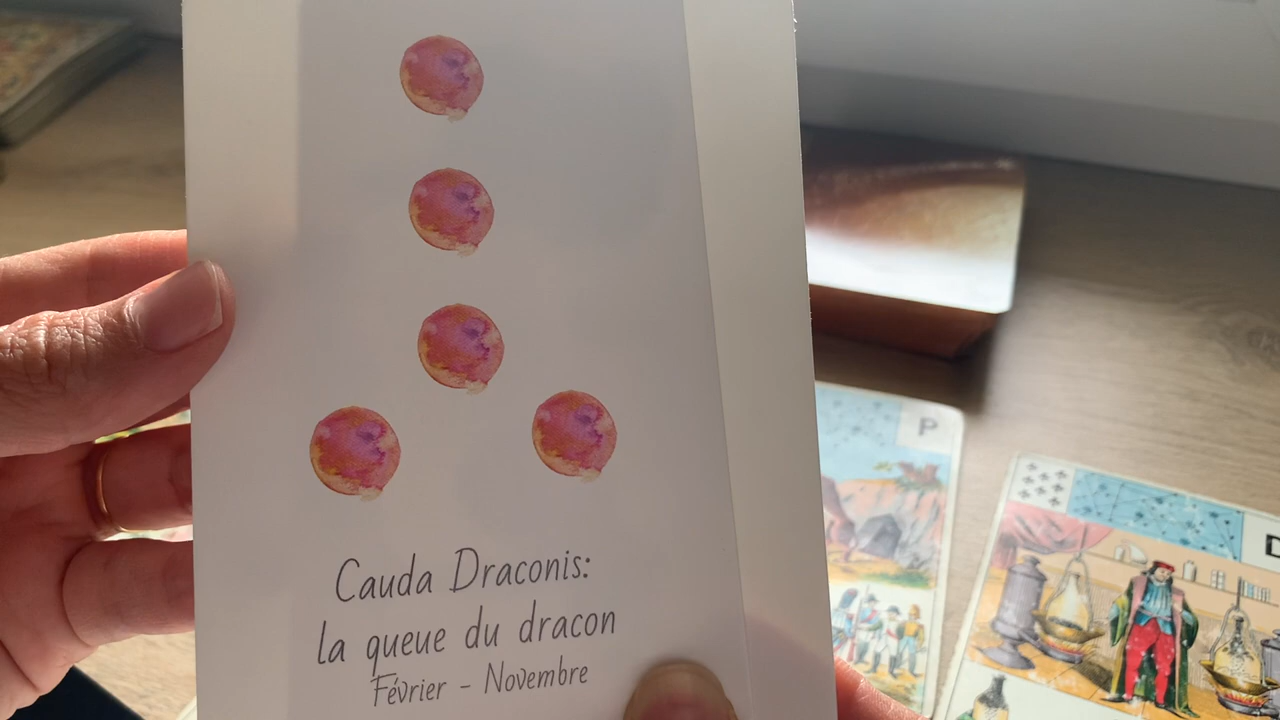 Cauda Draconis:
la queue du dracon
Février - Novembre
P